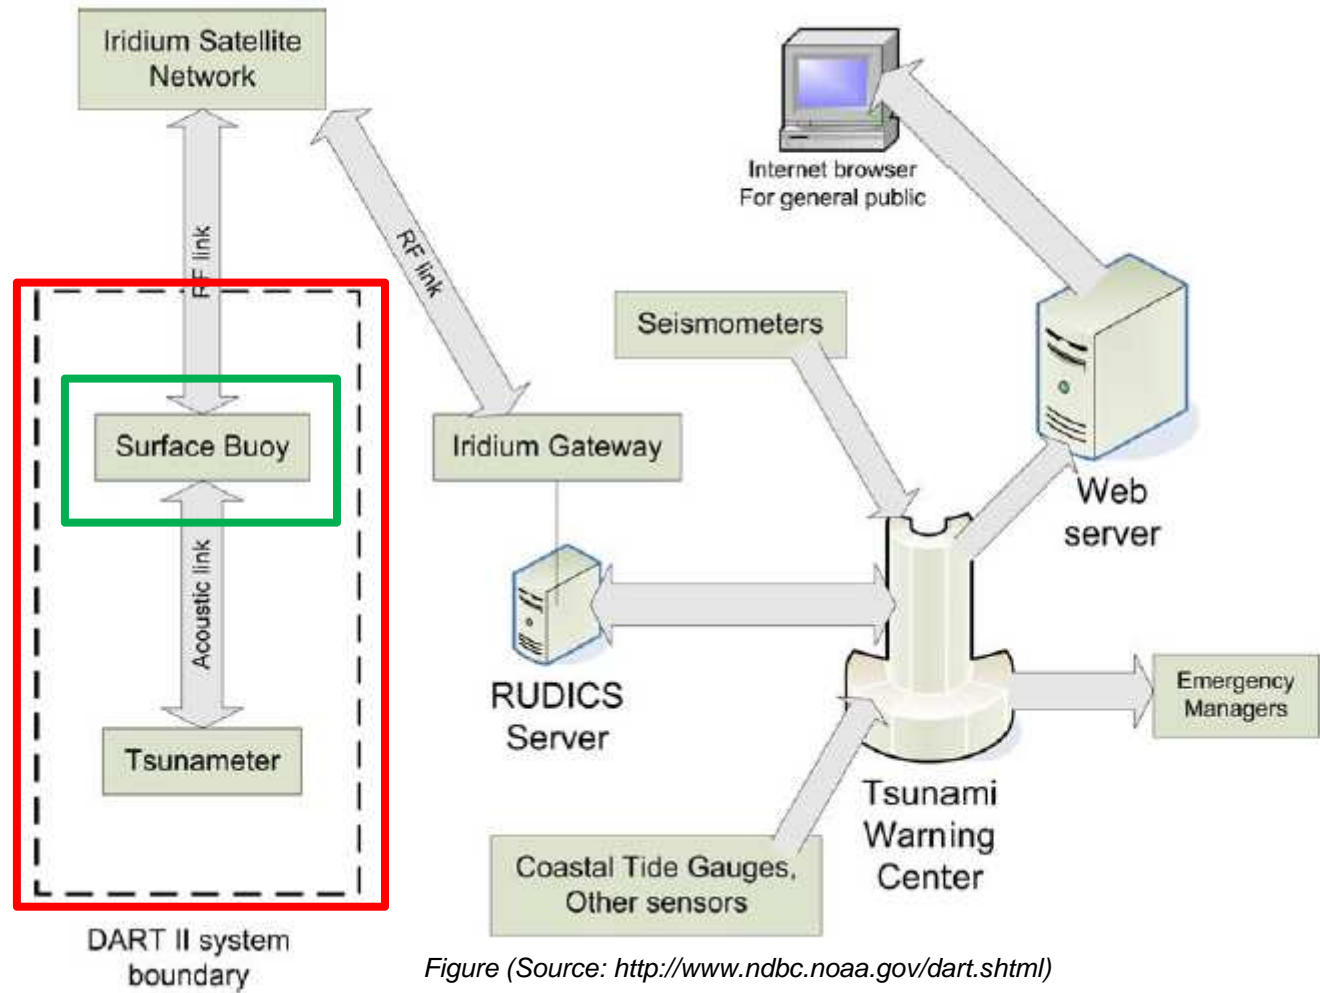 Iridium Satellite
Network
Internet browser
For general public
RF link
RF link
Seismometers
Surface Buoy
Iridium Gateway
Web
server
Acoustic link
RUDICS
Server
Emergency
Managers
Tsunameter
Tsunami
Warning
Center
Coastal Tide Gauges,
Other sensors
DART II system
boundary
Figure (Source: http://www.ndbc.noaa.gov/dart.shtml)